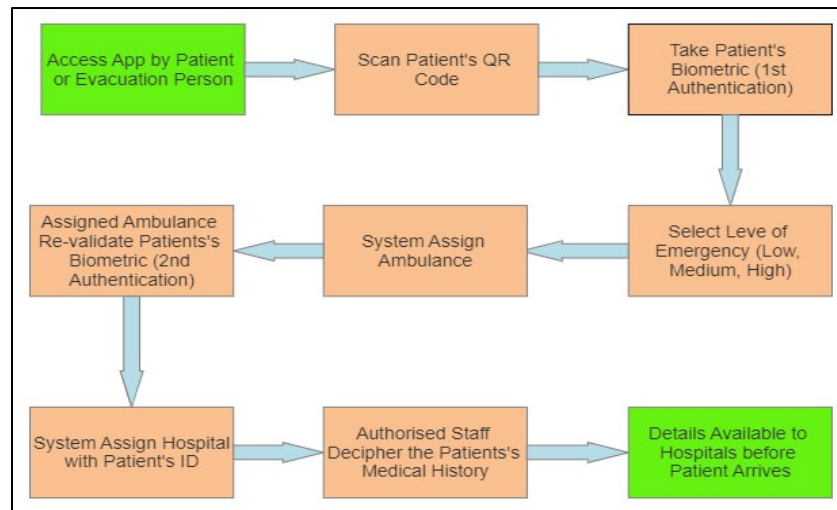 Access App by Patient
or Evacuation Person
Scan Patient's QR
Code
Take Patient's
Biometric (1st
Authentication)
Select Leve of
Emergency (Low,
Medium, High)
System Assign
Ambulance
Assigned Ambulance
Re-validate Patients's
Biometric (2nd
Authentication)
System Assign Hospital
with Patient's ID
Authorised Staff
Decipher the Patients's
Medical History
Details Available to
Hospitals before
Patient Arrives